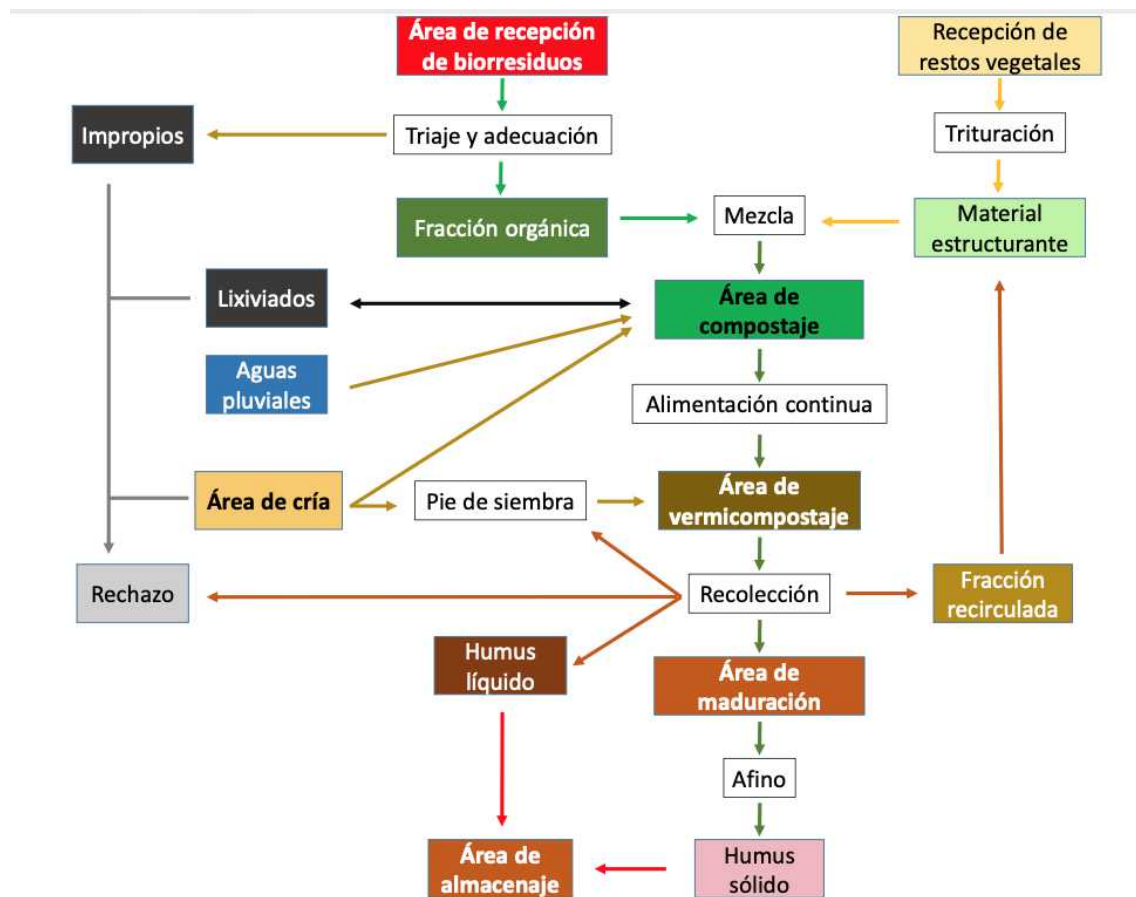 Área de recepción
de biorresiduos
Recepción de
restos vegetales
Impropios
Triaje y adecuación
Trituración
Fracción orgánica
Mezcla
Material
estructurante
Lixiviados
Área de
compostaje
Aguas
pluviales
Alimentación continua
Área de cría
Pie de siembra
Área de
vermicompostaje
Rechazo
Recolección
Fracción
recirculada
Humus
líquido
Área de
maduración
Afino
Área de
almacenaje
Humus
sólido